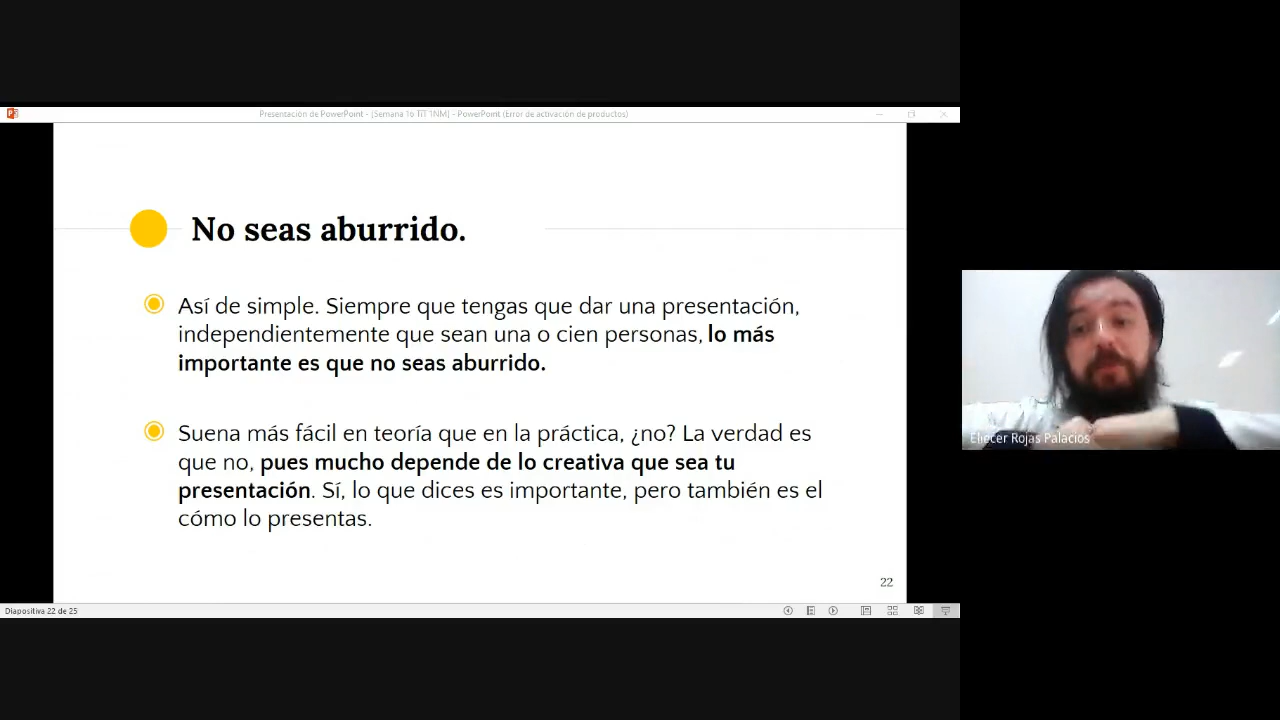 Presentación de PowerPoint - [Semana 16 TiT 1NM] - PowerPoint (Error de activación de productos)
No seas aburrido.
Así de simple. Siempre que tengas que dar una presentación,
independientemente que sean una o cien personas, lo más
importante es que no seas aburrido.
Suena más fácil en teoría que en la práctica, ¿no? La verdad es
que no, pues mucho depende de lo creativa que sea tu
presentación. Sí, lo que dices es importante, pero también es el
cómo lo presentas.
22
Diapositiva 22 de 25
Eliecer Rojas Palacios